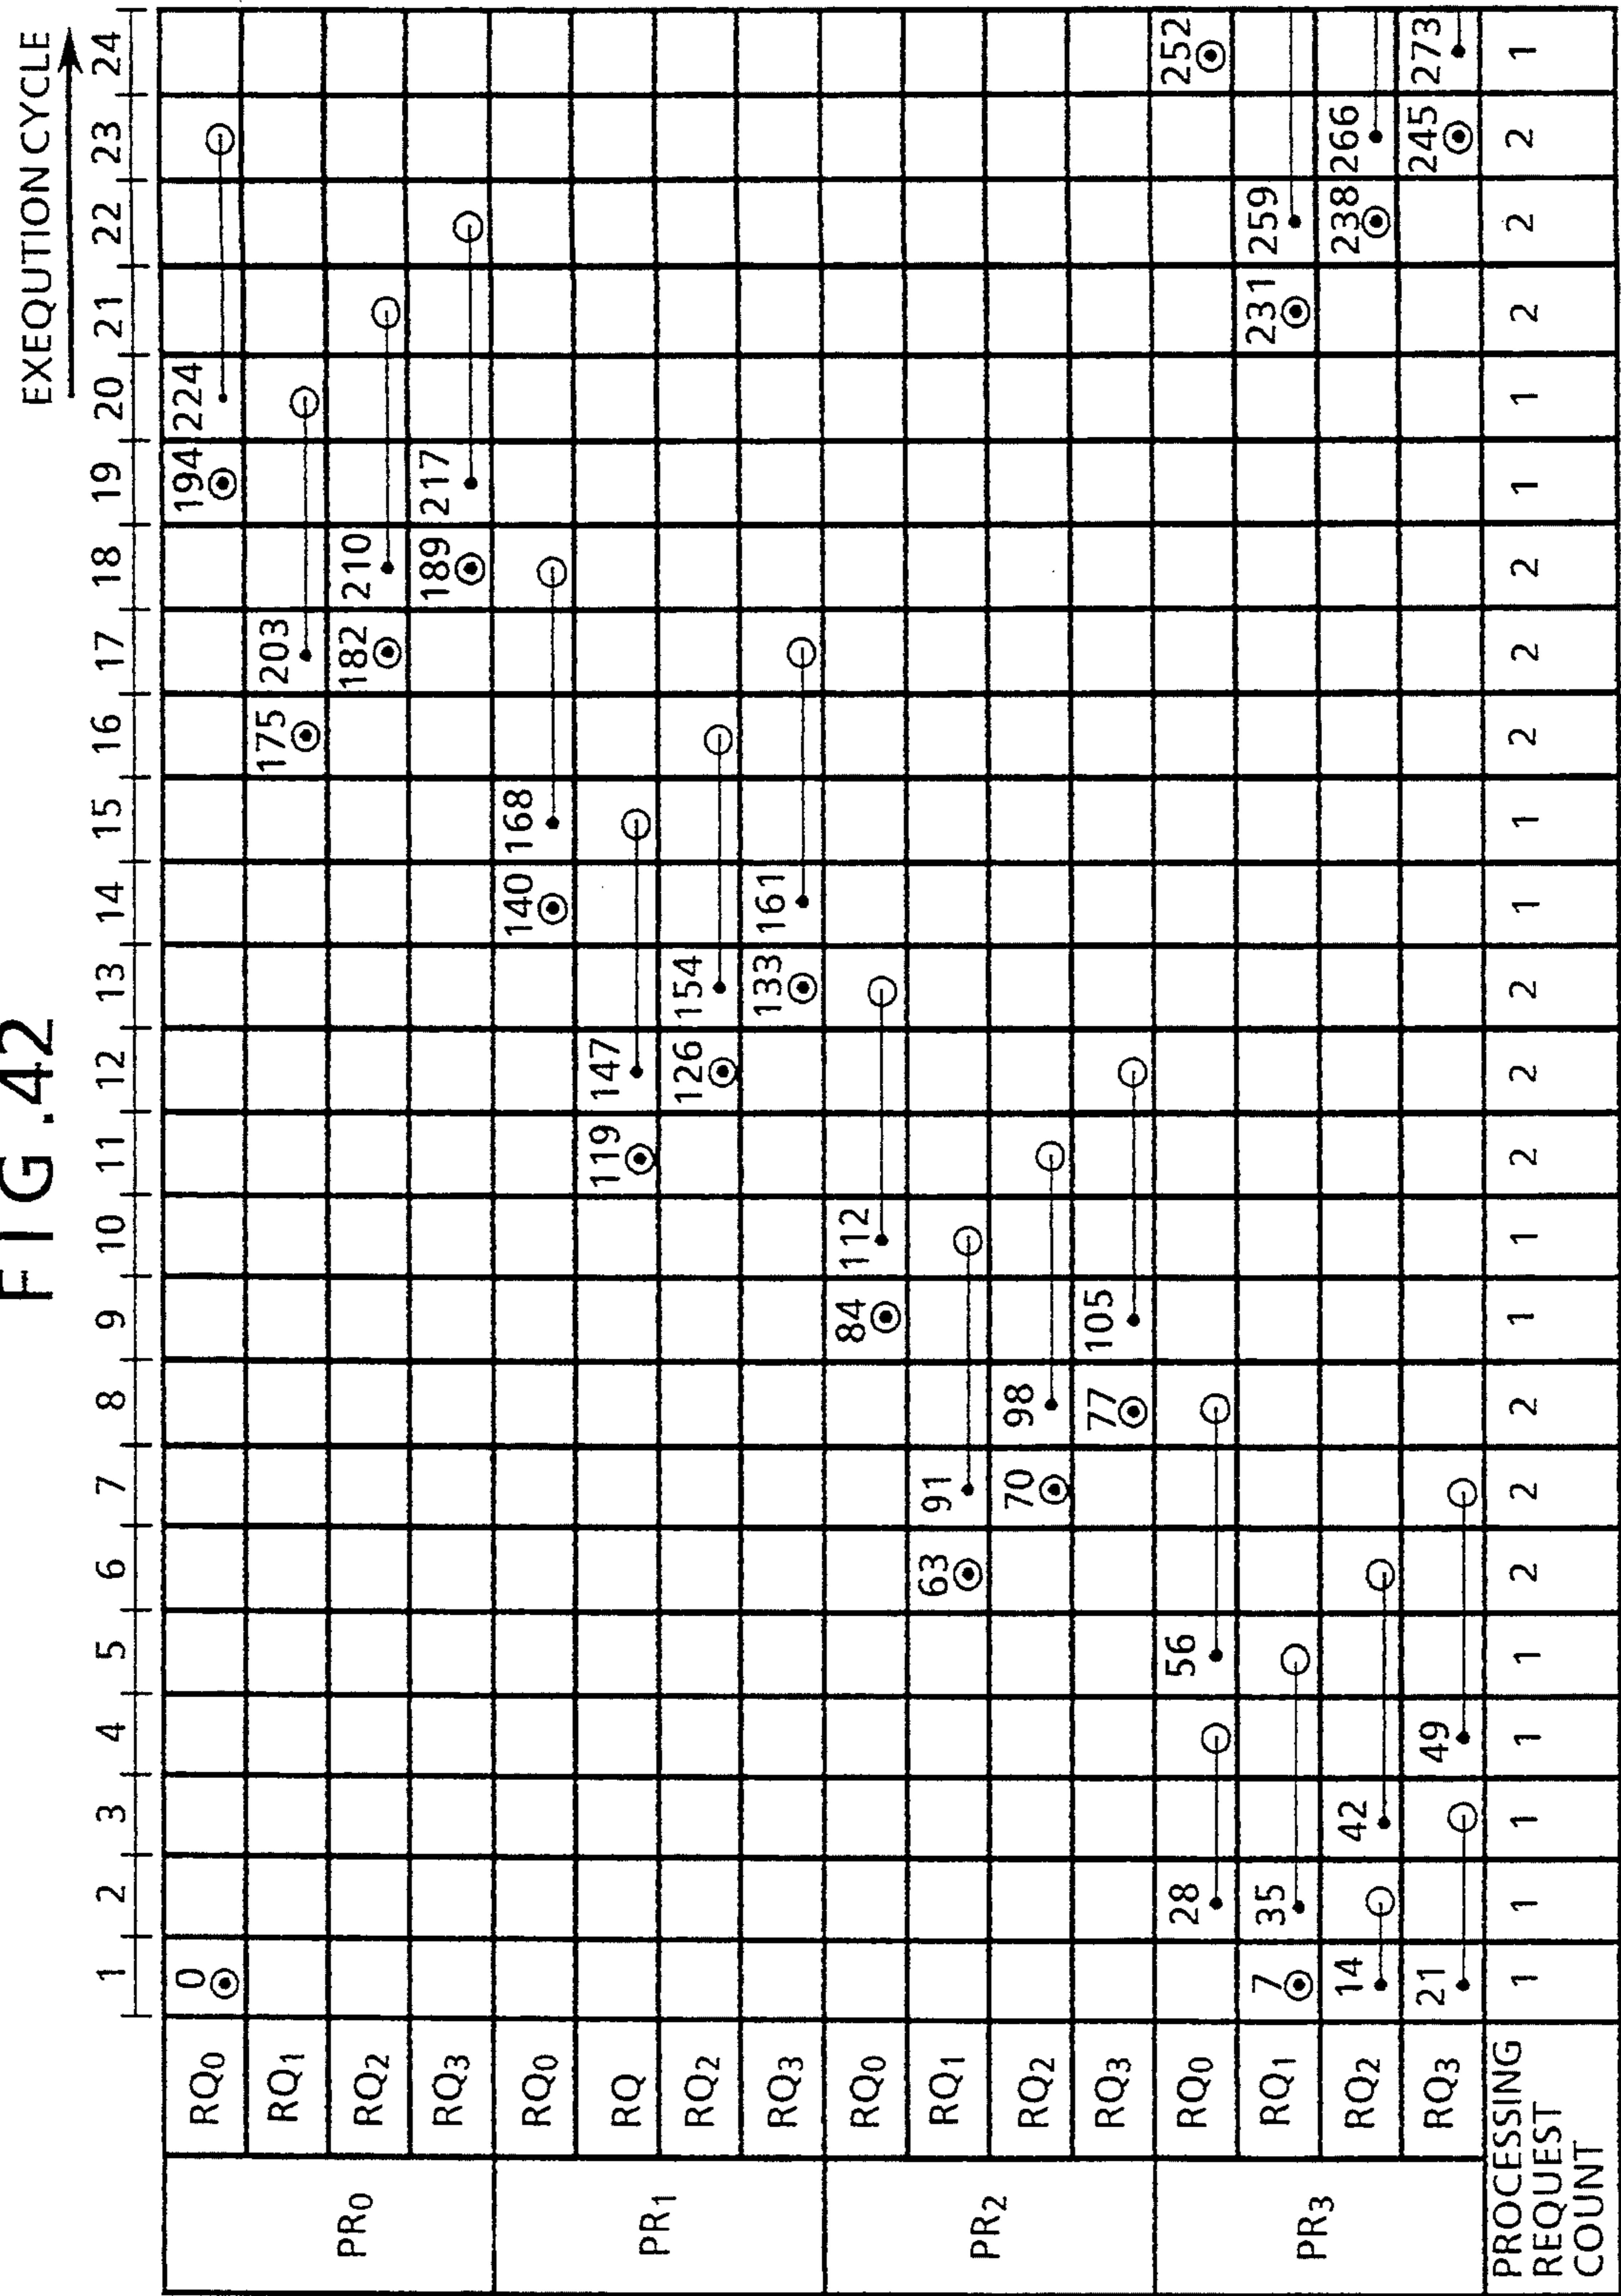 FIG.42
EXEQUTION CYCLE
1 2 3 4 5 6 7 8 9 10 11 12 13 14 15 16 17 18 19 20 21 22 23 24
PR0
RQ0 0 194 224
RQ1 175 203
RQ2 182 210
RQ3 189 217
PR1
RQ0 140 168
RQ 119 147
RQ2 126 154
RQ3 133 161
PR2
RQ0 84 112
RQ1 63 91
RQ2 70 98
RQ3 77 105
PR3
RQ0 28 56 252
RQ1 7 35 231 259
RQ2 14 42 238 266
RQ3 21 49 245 273
PROCESSING
REQUEST
COUNT
1 1 1 1 1 2 2 2 1 1 2 2 2 1 1 2 2 2 1 1 2 2 2 1